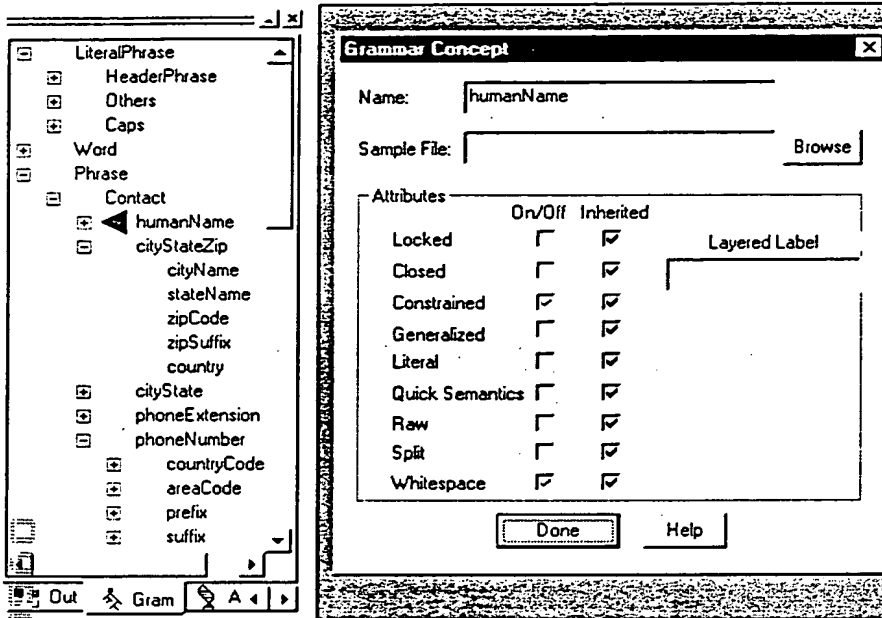 LiteralPhrase
HeaderPhrase
Others
Caps
Word
Phrase
Contact
humanName
cityStateZip
cityName
stateName
zipCode
zipSuffix
country
cityState
phoneExtension
phoneNumber
countryCode
areaCode
prefix
suffix
Out Gram A
Grammar Concept
Name: humanName
Sample File: Browse
Attributes
On/Off Inherited
Locked
Layered Label
Closed
Constrained
Generalized
Literal
Quick Semantics
Raw
Split
Whitespace
Done Help